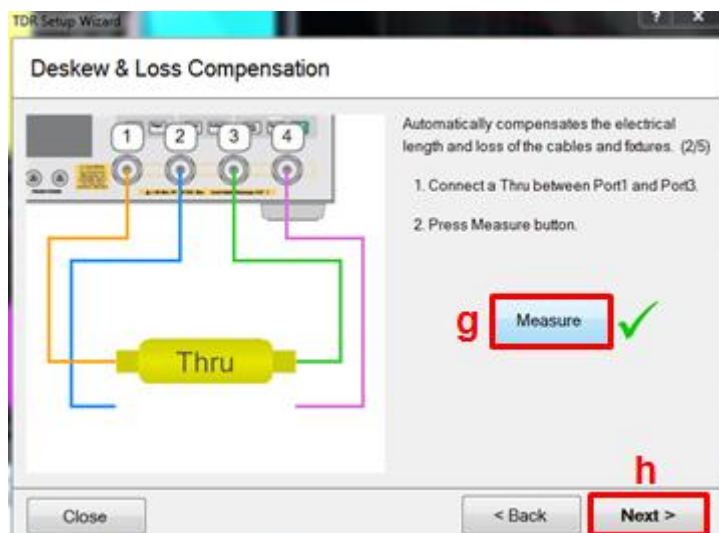 TDR Setup Wizard
? x
Deskew & Loss Compensation
1 2 3 4
Automatically compensates the electrical
length and loss of the cables and fixtures. (2/5)
1. Connect a Thru between Port1 and Port3.
2. Press Measure button.
g Measure
Thru
h
Close
< Back
Next >